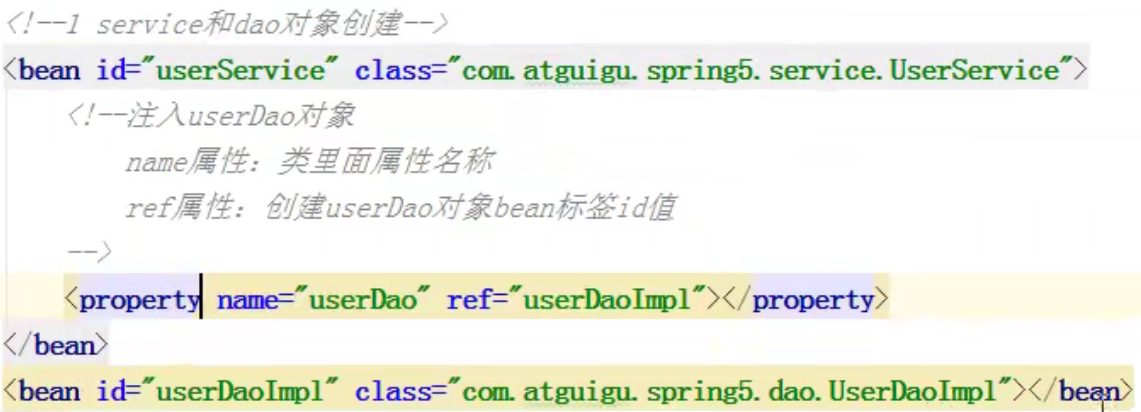 <!--1 service和dao对象创建-->
<bean id="userService" class="com.atguigu.spring5.service.UserService">
<!--注入userDao对象
name属性：类里面属性名称
ref属性：创建userDao对象bean标签id值
-->
<property name="userDao" ref="userDaoImpl"></property>
</bean>
<bean id="userDaoImpl" class="com.atguigu.spring5.dao.UserDaoImpl"></bean>